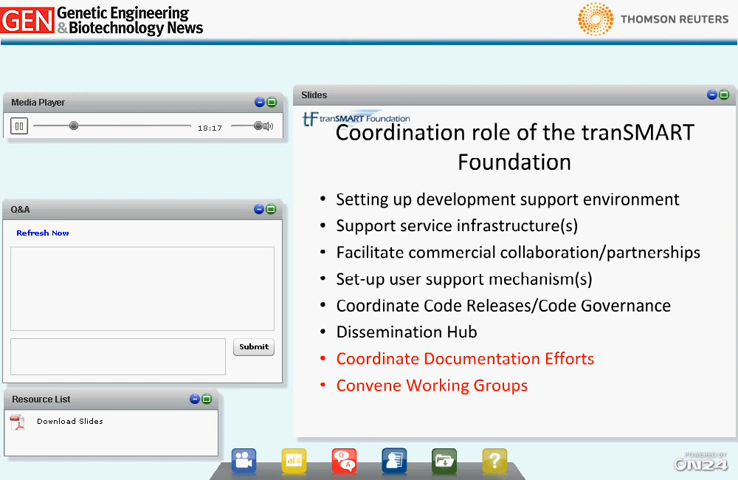 GEN Genetic Engineering
& Biotechnology News
THOMSON REUTERS
Media Player
18:17
Q&A
Refresh Now
Submit
Resource List
Download Slides
Slides
tf tranSMART Foundation
Coordination role of the tranSMART
Foundation
• Setting up development support environment
• Support service infrastructure(s)
• Facilitate commercial collaboration/partnerships
• Set-up user support mechanism(s)
• Coordinate Code Releases/Code Governance
• Dissemination Hub
• Coordinate Documentation Efforts
• Convene Working Groups
Q
A
?
POWERED BY
ON24